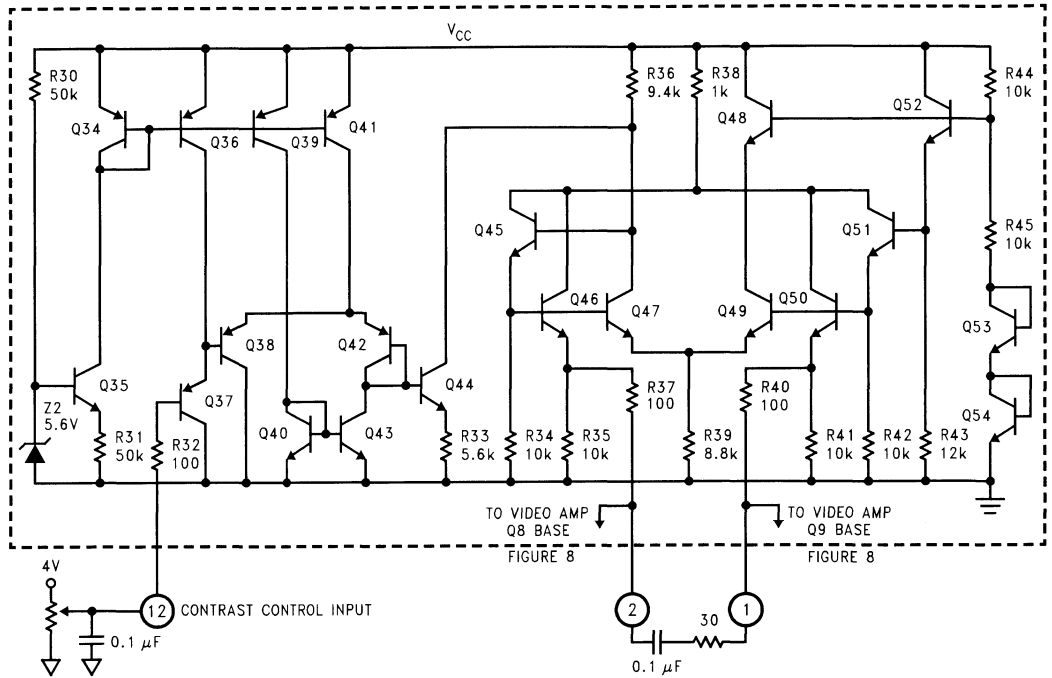 V_CC
R30
50k
R36
9.4k
R38
1k
R44
10k
Q34
Q36
Q39
Q41
Q48
Q52
Q45
Q51
R45
10k
Q46
Q47
Q49
Q50
Q53
Q38
Q42
Q35
Q37
Q44
Q54
Z2
5.6V
R31
50k
R32
100
Q40
Q43
R33
5.6k
R34
10k
R35
10k
R37
100
R39
8.8k
R40
100
R41
10k
R42
10k
R43
12k
TO VIDEO AMP
Q8 BASE
TO VIDEO AMP
Q9 BASE
FIGURE 8
FIGURE 8
4V
12
CONTRAST CONTROL INPUT
0.1 μF
2
1
30
0.1 μF